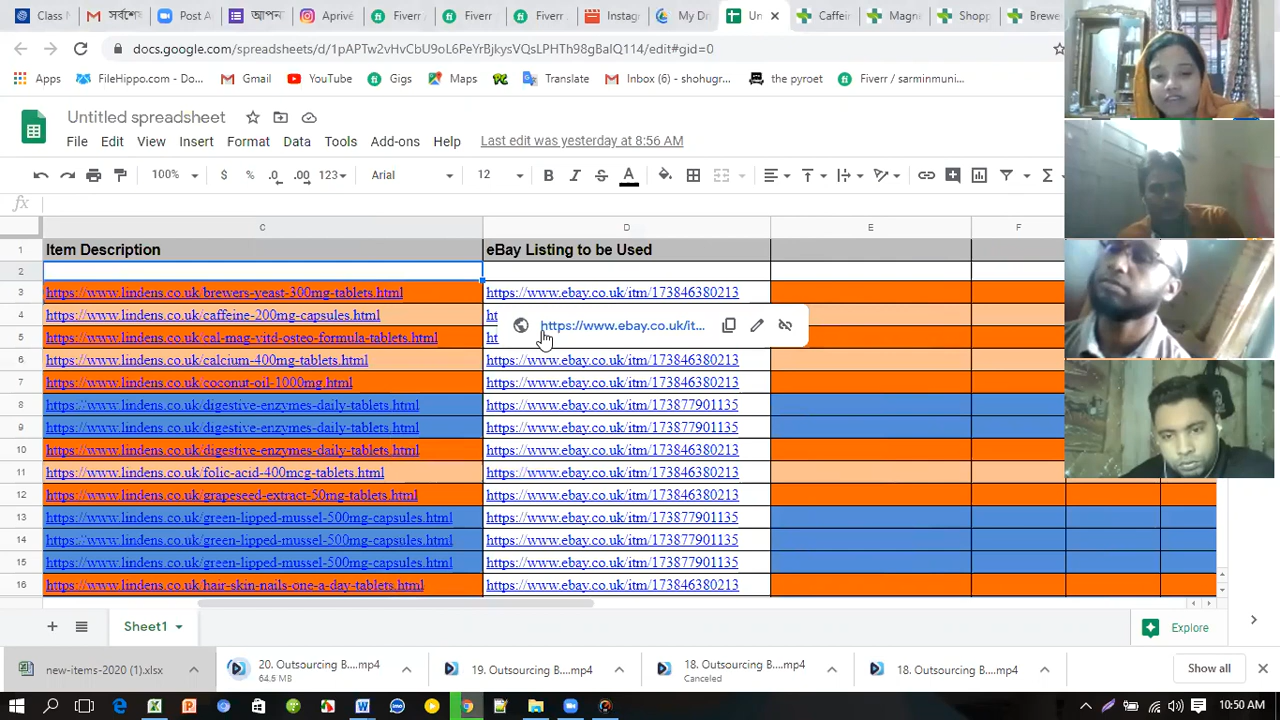 Class
সর্বশে
Post A
আপন
Aprivé
Fiverr /
Fiverr /
Fiverr /
Instag
My Dri
Un
Caffein
Magn
Shopp
Brewe
docs.google.com/spreadsheets/d/1pAPTw2vHvCbU9oL6PeYrBjkysVQsLPHTh98gBaIQ114/edit#gid=0
Apps
FileHippo.com - Do...
Gmail
YouTube
Gigs
Maps
Translate
Inbox (6) - shohugr...
the pyroet
Fiverr / sarminmuni...
Untitled spreadsheet
File Edit View Insert Format Data Tools Add-ons Help
Last edit was yesterday at 8:56 AM
100% $ % .0 .00 123 Arial 12 B I S A Σ
fx
C D E F
1 Item Description eBay Listing to be Used
2
3 https://www.lindens.co.uk/brewers-yeast-300mg-tablets.html https://www.ebay.co.uk/itm/173846380213
4 https://www.lindens.co.uk/caffeine-200mg-capsules.html ht
https://www.ebay.co.uk/it...
5 https://www.lindens.co.uk/cal-mag-vitd-osteo-formula-tablets.html ht
6 https://www.lindens.co.uk/calcium-400mg-tablets.html https://www.ebay.co.uk/itm/173846380213
7 https://www.lindens.co.uk/coconut-oil-1000mg.html https://www.ebay.co.uk/itm/173846380213
8 https://www.lindens.co.uk/digestive-enzymes-daily-tablets.html https://www.ebay.co.uk/itm/173877901135
9 https://www.lindens.co.uk/digestive-enzymes-daily-tablets.html https://www.ebay.co.uk/itm/173877901135
10 https://www.lindens.co.uk/digestive-enzymes-daily-tablets.html https://www.ebay.co.uk/itm/173846380213
11 https://www.lindens.co.uk/folic-acid-400mcg-tablets.html https://www.ebay.co.uk/itm/173846380213
12 https://www.lindens.co.uk/grapeseed-extract-50mg-tablets.html https://www.ebay.co.uk/itm/173846380213
13 https://www.lindens.co.uk/green-lipped-mussel-500mg-capsules.html https://www.ebay.co.uk/itm/173877901135
14 https://www.lindens.co.uk/green-lipped-mussel-500mg-capsules.html https://www.ebay.co.uk/itm/173877901135
15 https://www.lindens.co.uk/green-lipped-mussel-500mg-capsules.html https://www.ebay.co.uk/itm/173877901135
16 https://www.lindens.co.uk/hair-skin-nails-one-a-day-tablets.html https://www.ebay.co.uk/itm/173846380213
Sheet1
Explore
new-items-2020 (1).xlsx
20. Outsourcing B....mp4
64.5 MB
19. Outsourcing B....mp4
18. Outsourcing B....mp4
Canceled
18. Outsourcing B....mp4
Show all
10:50 AM